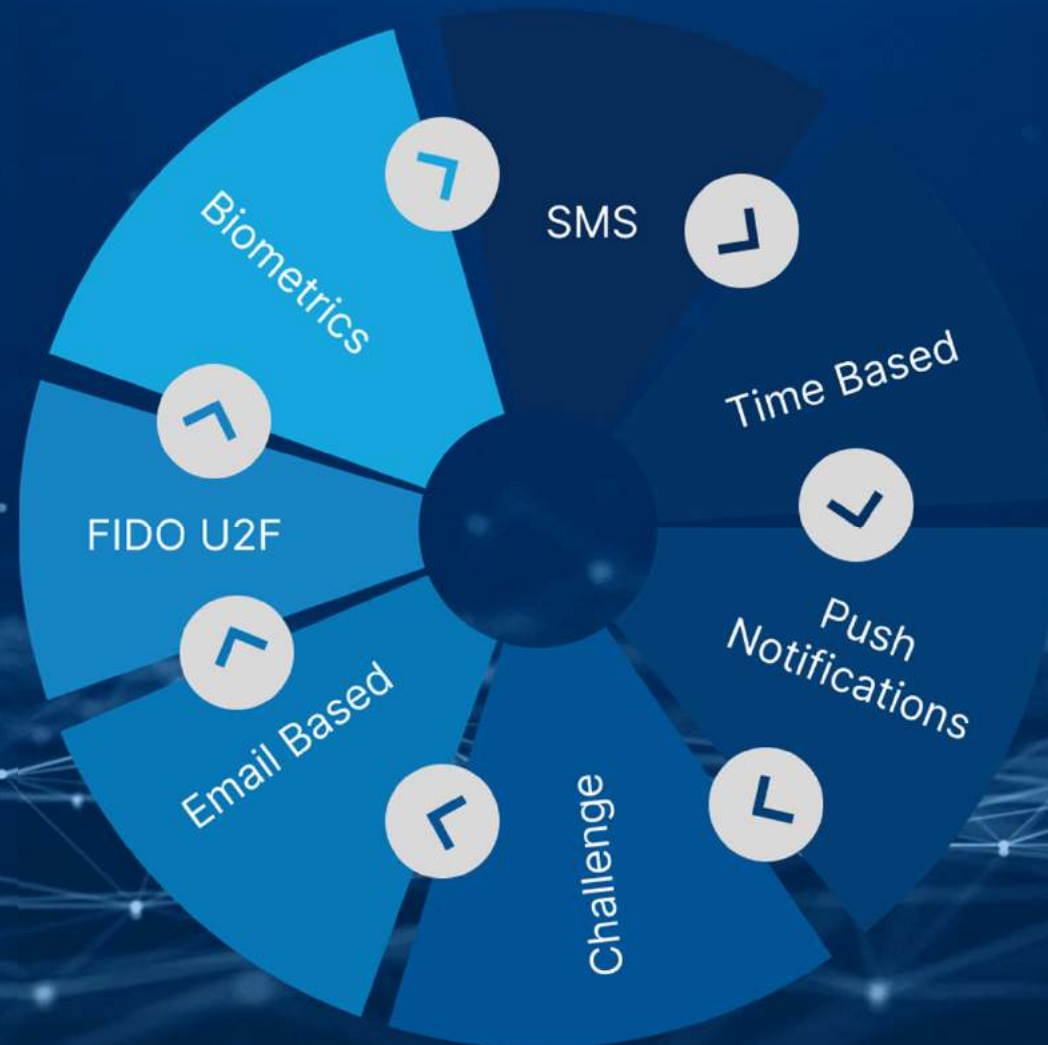 SMS
Time Based
Push
Notifications
Challenge
Email Based
FIDO U2F
Biometrics